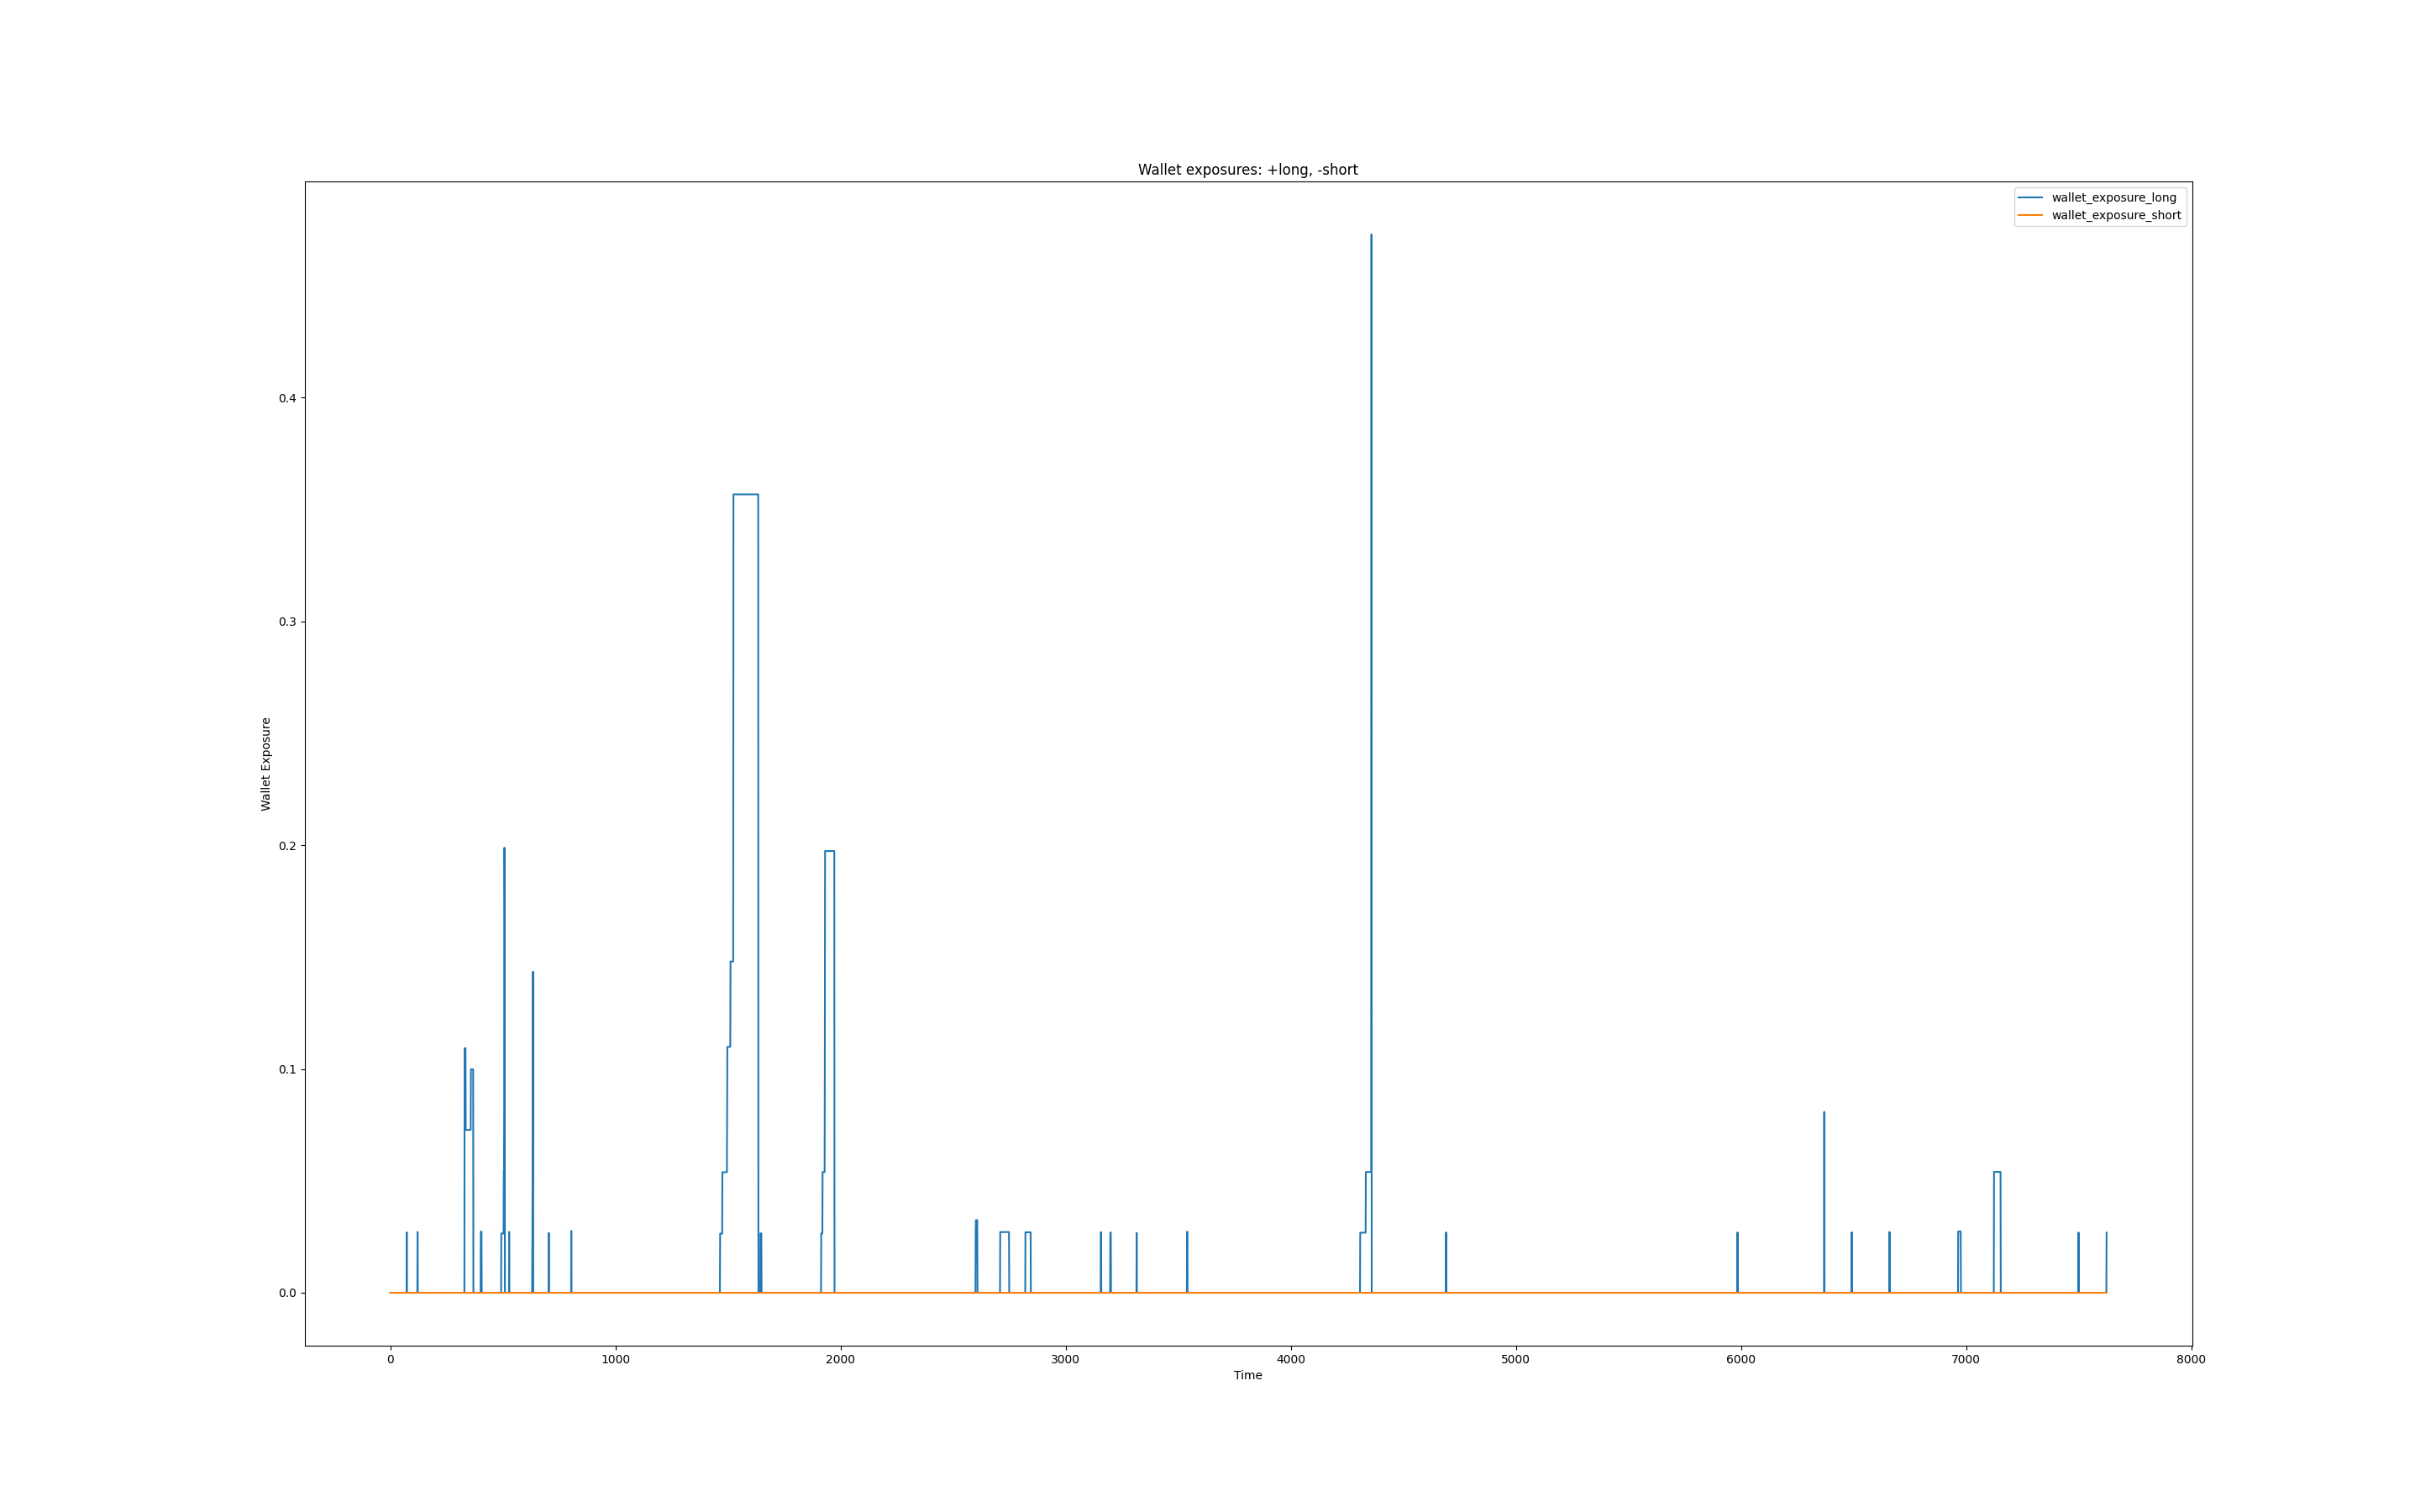 Wallet exposures: +long, -short
wallet_exposure_long
wallet_exposure_short
0.4
0.3
0.2
0.1
0.0
Wallet Exposure
0 1000 2000 3000 4000 5000 6000 7000 8000
Time